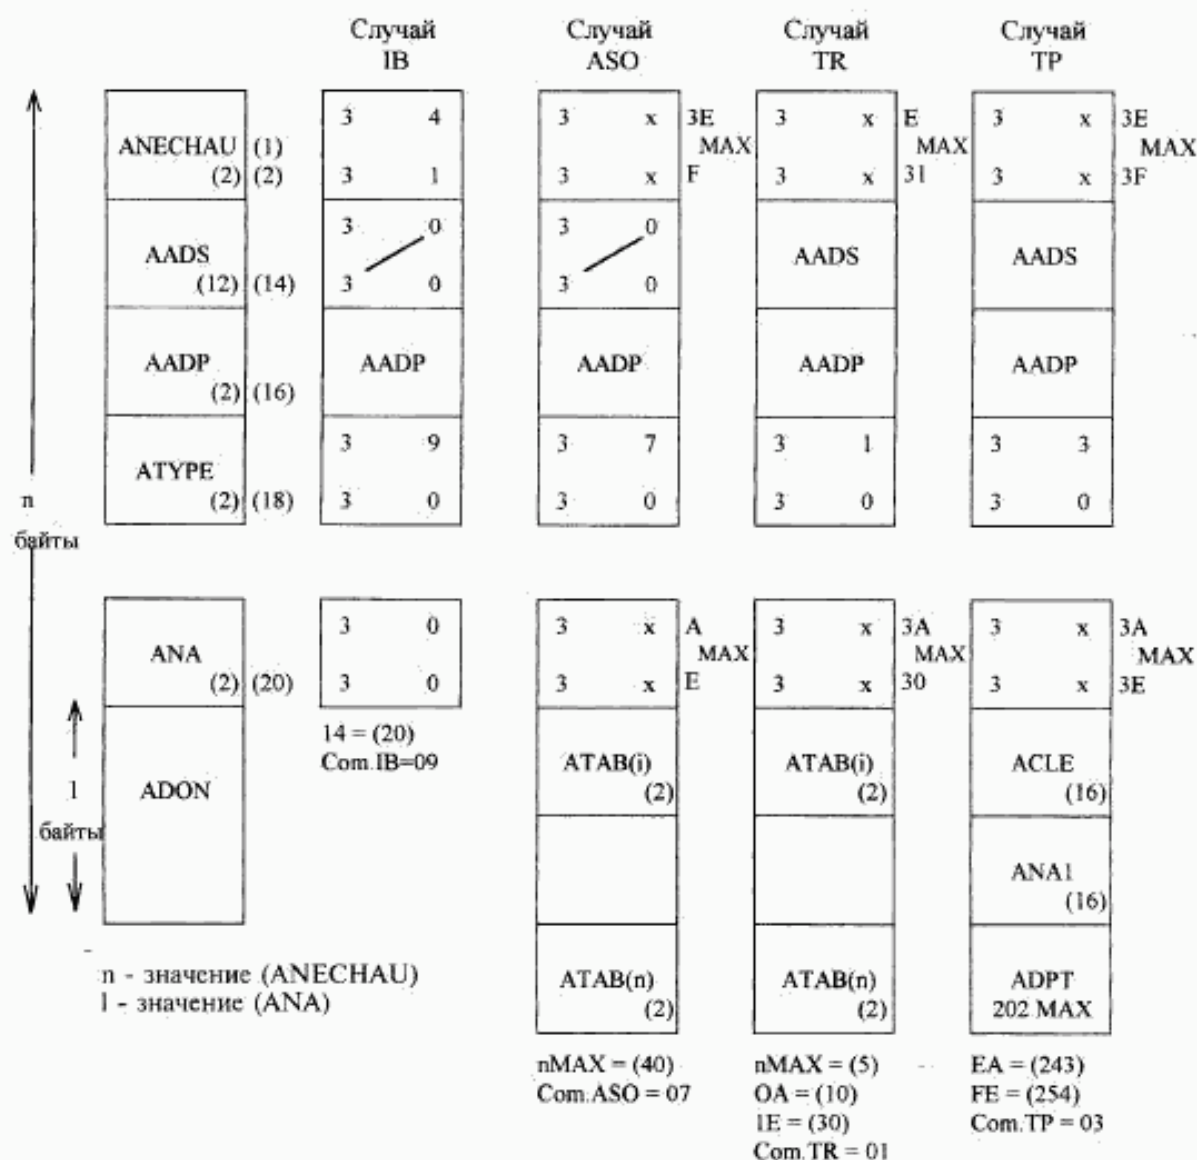 Случай Случай Случай Случай
IB ASO TR TP
3 4 3 x 3E 3 x E 3 x 3E
ANECHAU (1) MAX MAX MAX
(2) (2) 3 1 3 x F 3 x 31 3 x 3F
3 0 3 0
AADS AADS AADS
(12) (14) 3 0 3 0
AADP AADP AADP AADP AADP
(2) (16)
3 9 3 7 3 1 3 3
ATYPE
(2) (18) 3 0 3 0 3 0 3 0
n
байты
3 0 3 x A 3 x 3A 3 x 3A
ANA MAX MAX MAX
(2) (20) 3 0 3 x E 3 x 30 3 x 3E
14 = (20)
Com.IB=09
ADON ATAB(i) ATAB(i) ACLE
1 (2) (2) (16)
байты
ANA1
(16)
n - значение (ANECHAU)
l - значение (ANA)
ATAB(n) ATAB(n) ADPT
(2) (2) 202 MAX
nMAX = (40) nMAX = (5) EA = (243)
Com.ASO = 07 OA = (10) FE = (254)
1E = (30) Com.TP = 03
Com.TR = 01